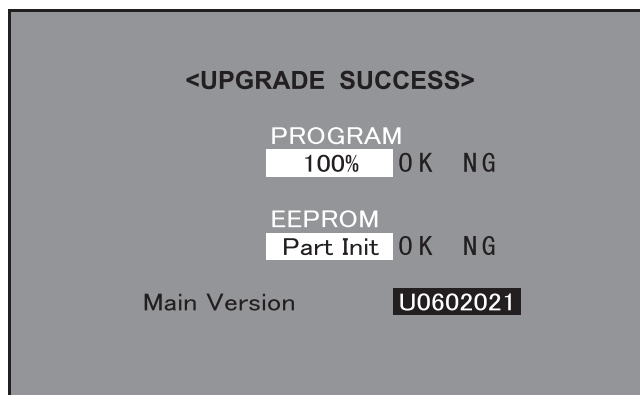 <UPGRADE SUCCESS>
PROGRAM
100% OK NG
EEPROM
Part Init OK NG
Main Version U0602021